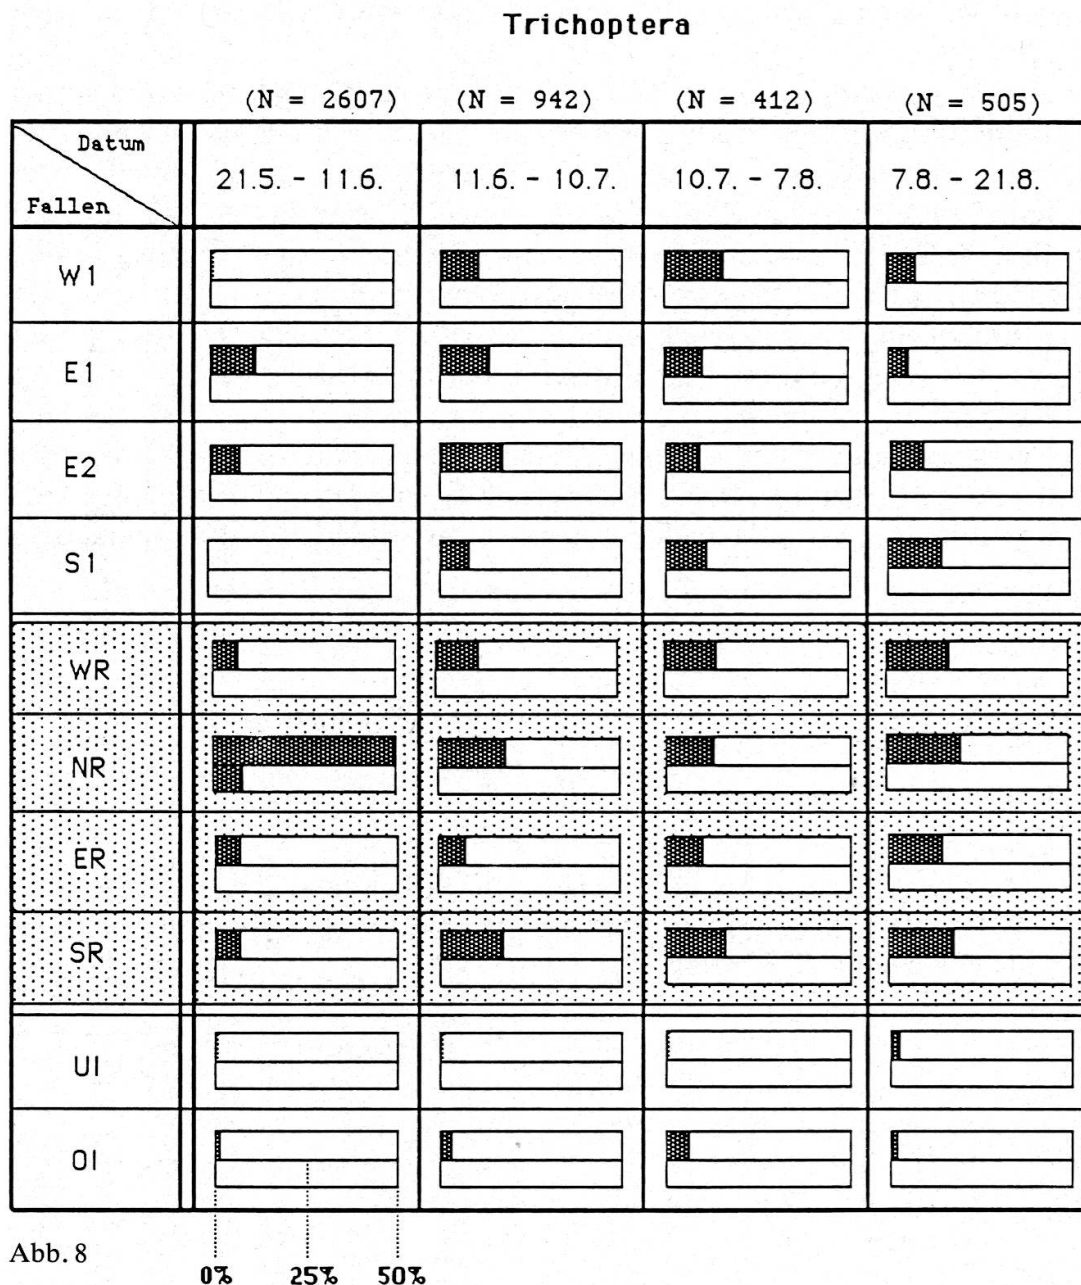 Trichoptera
(N = 2607) (N = 942) (N = 412) (N = 505)
Datum
Fallen
21.5. - 11.6. 11.6. - 10.7. 10.7. - 7.8. 7.8. - 21.8.
W1
E1
E2
S1
WR
NR
ER
SR
UI
OI
Abb. 8
0% 25% 50%